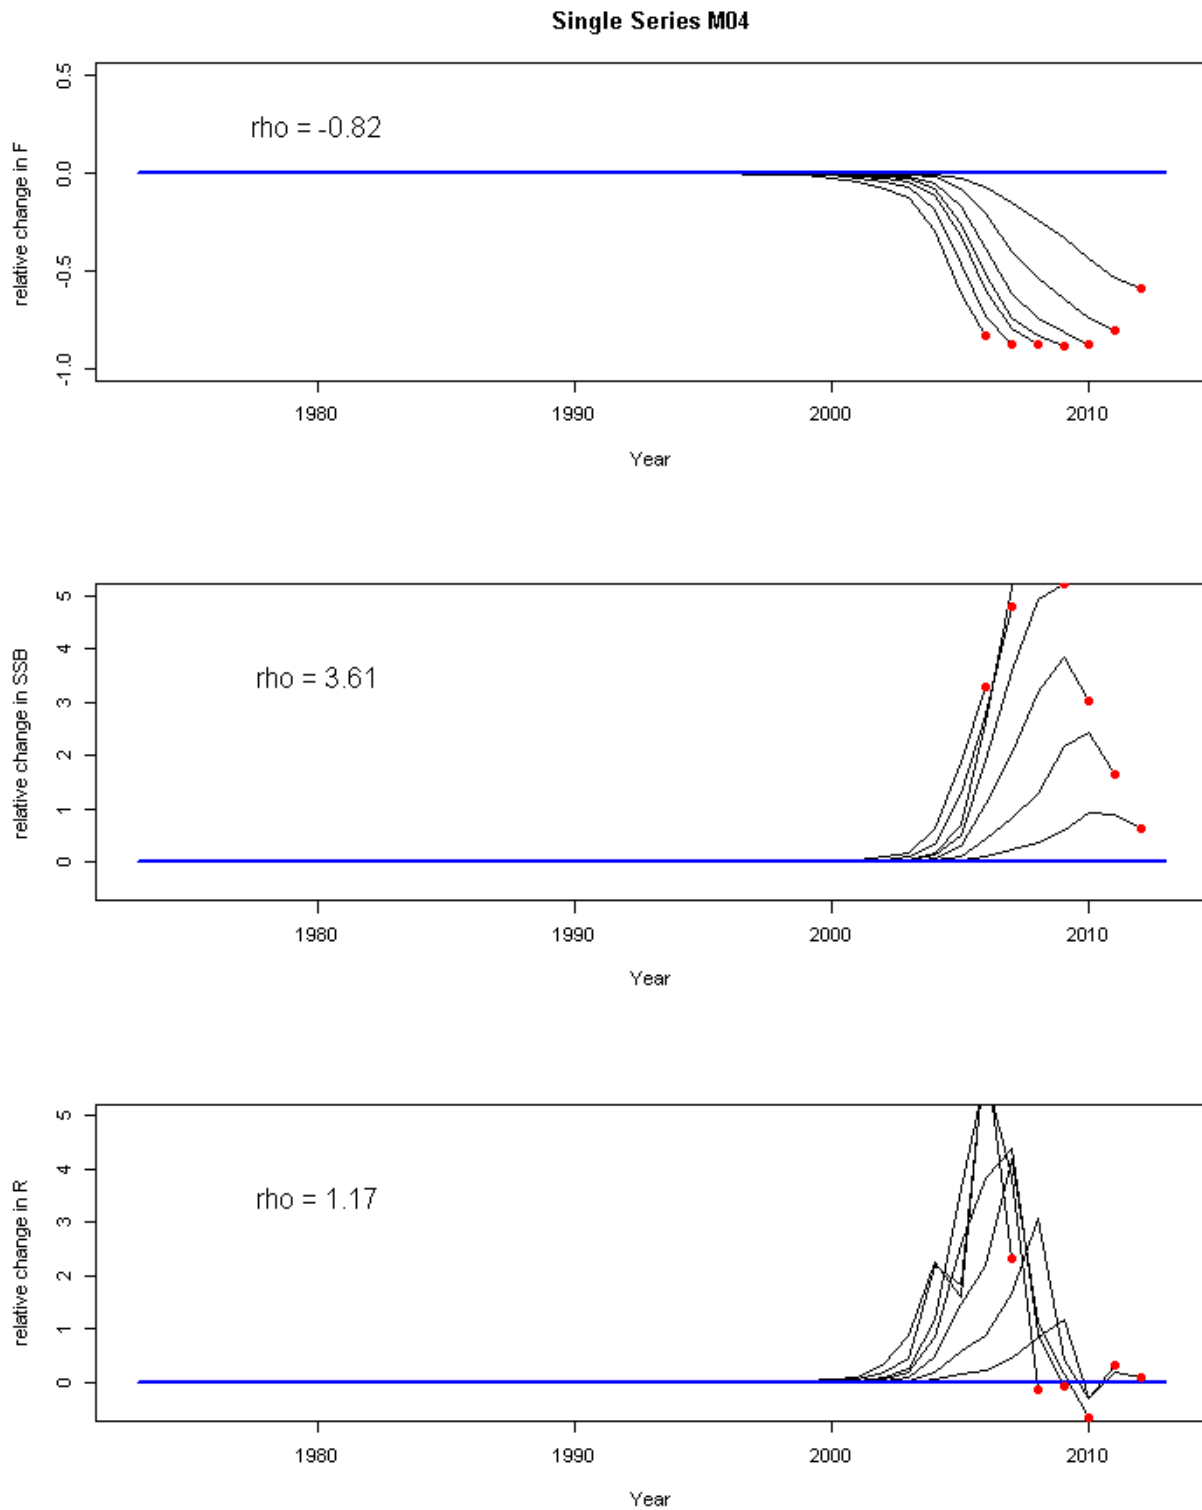 Single Series M04
relative change in F
0.5
0.0
-0.5
-1.0
rho = -0.82
1980 1990 2000 2010
Year
relative change in SSB
5
4
3
2
1
0
rho = 3.61
1980 1990 2000 2010
Year
relative change in R
5
4
3
2
1
0
rho = 1.17
1980 1990 2000 2010
Year